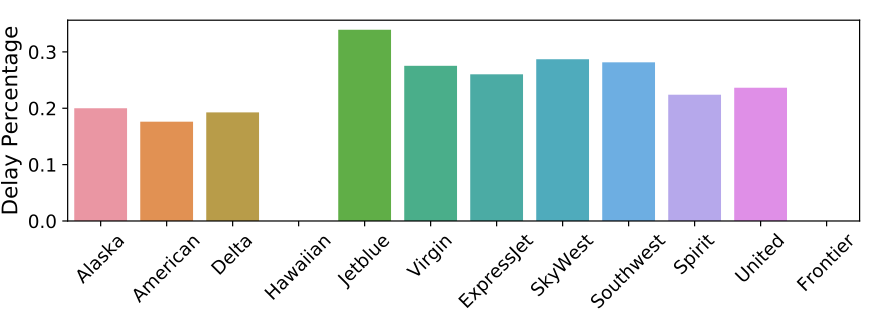 Delay Percentage
0.3
0.2
0.1
0.0
Alaska
American
Delta
Hawaiian
Jetblue
Virgin
ExpressJet
SkyWest
Southwest
Spirit
United
Frontier